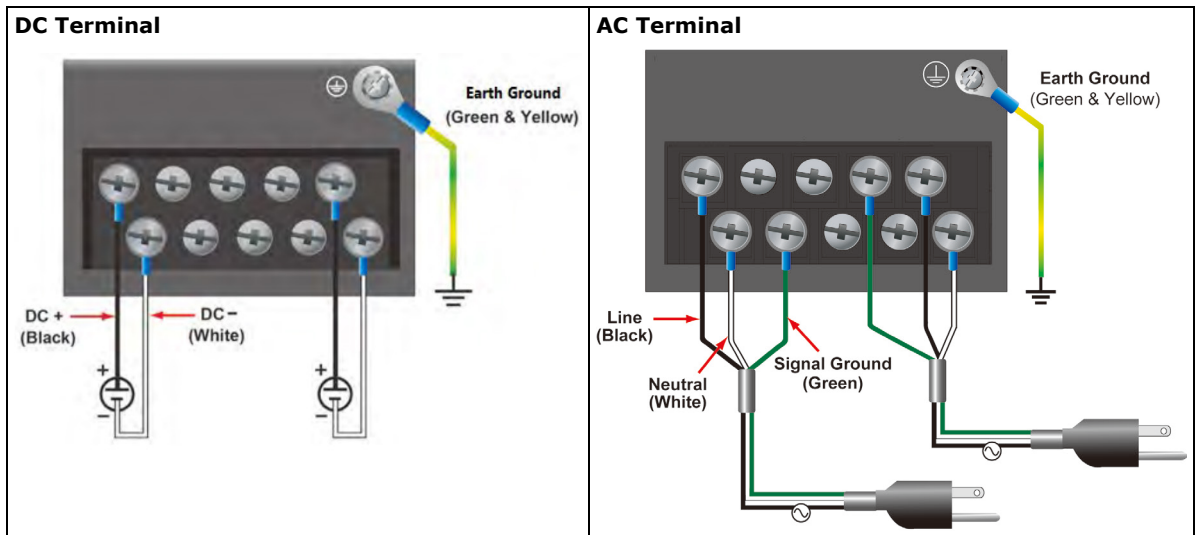 DC Terminal
Earth Ground
(Green & Yellow)
DC +
(Black)
DC −
(White)
+
−
+
−
AC Terminal
Earth Ground
(Green & Yellow)
Line
(Black)
Neutral
(White)
Signal Ground
(Green)